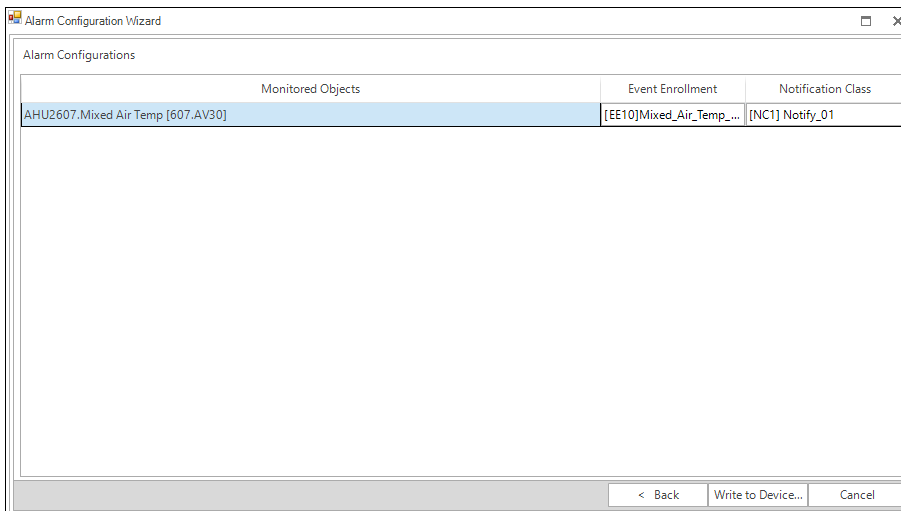 Alarm Configuration Wizard
Alarm Configurations
Monitored Objects Event Enrollment Notification Class
AHU2607.Mixed Air Temp [607.AV30] [EE10]Mixed_Air_Temp_... [NC1] Notify_01
< Back Write to Device... Cancel